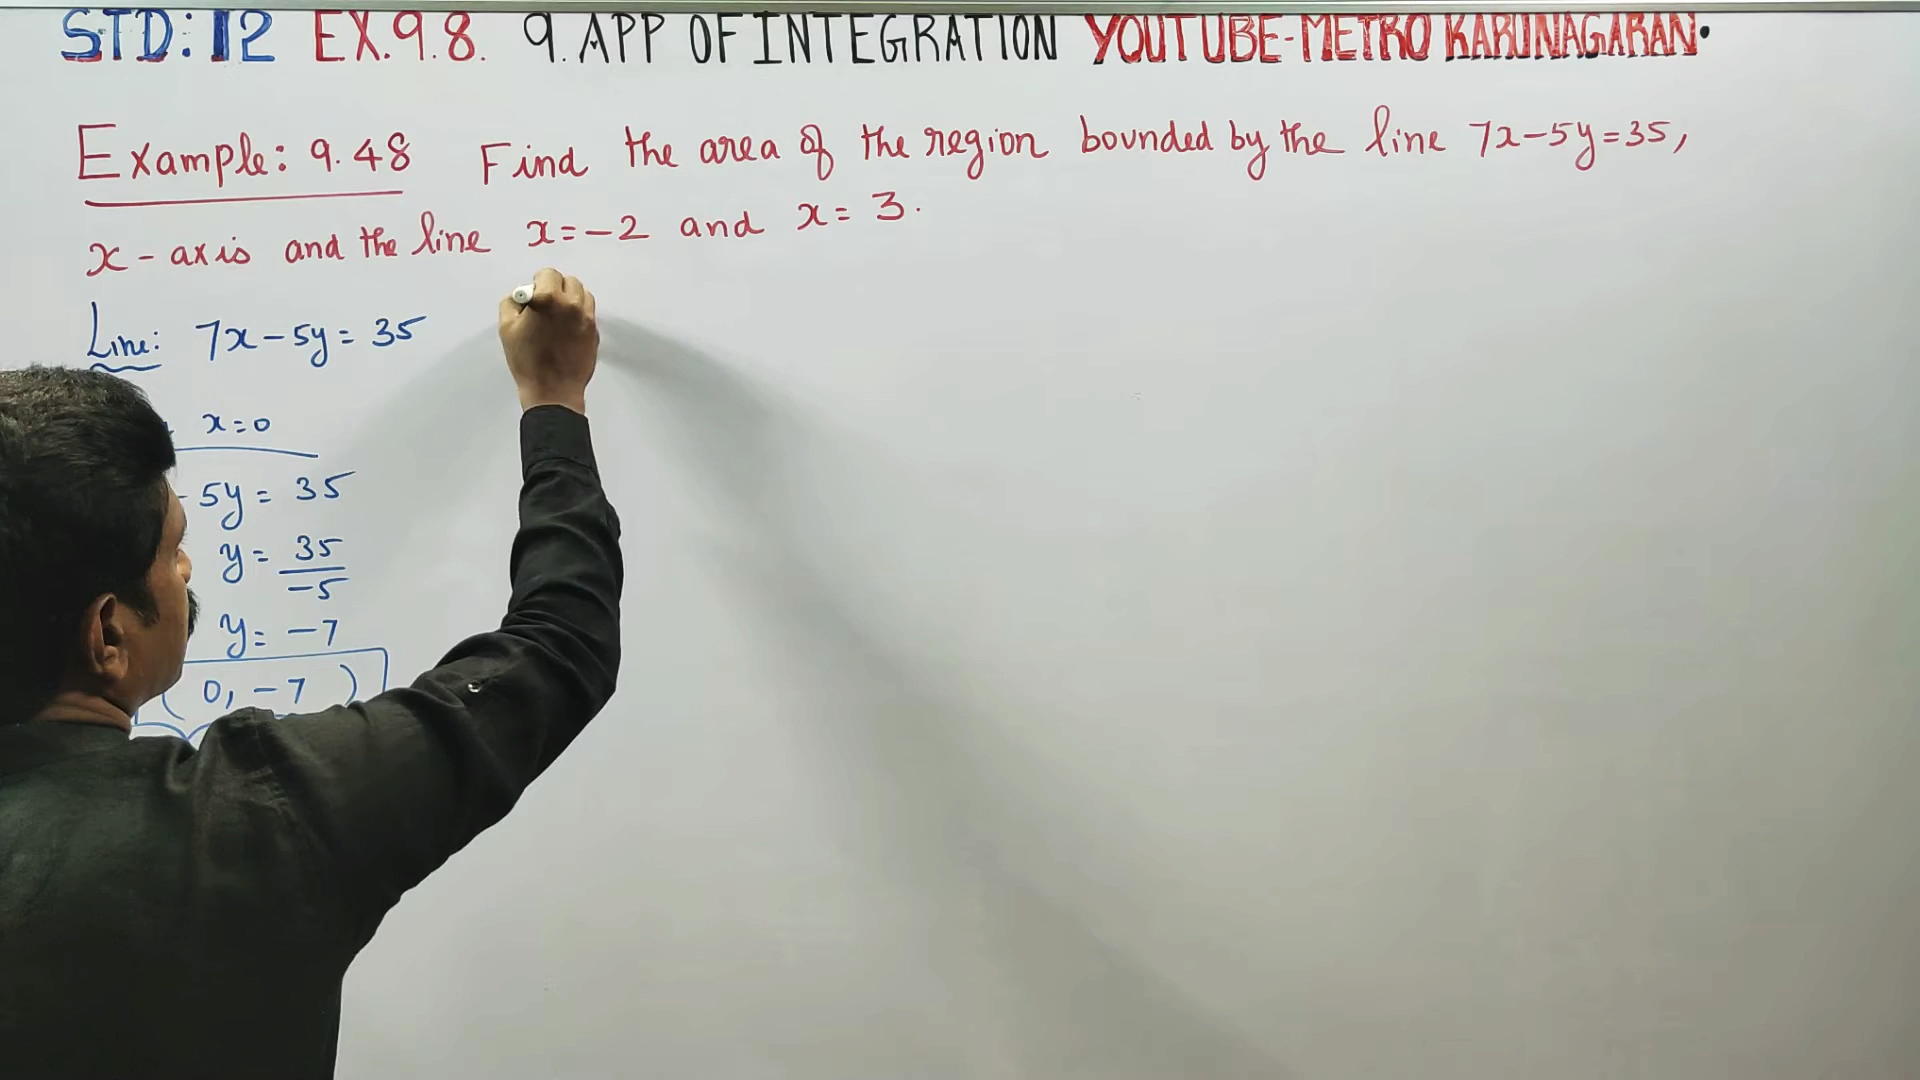 STD: 12 EX.9.8. 9. APP OF INTEGRATION YOUTUBE-METRO KARUNAGARAN.
Example: 9.48 Find the area of the region bounded by the line 7x-5y=35,
x-axis and the line x=-2 and x=3.
Line: 7x-5y=35
x=0
-5y=35
y=35/-5
y=-7
(0,-7)